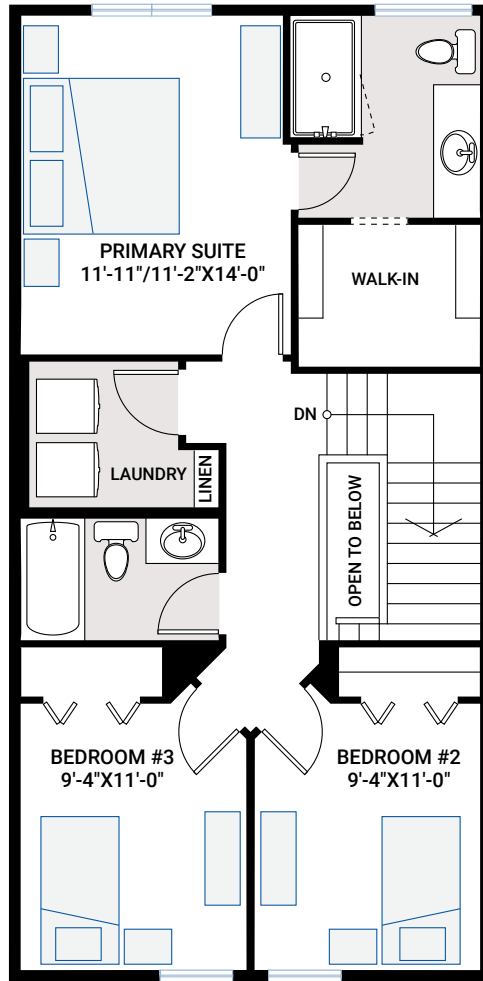 PRIMARY SUITE
11'-11"/11'-2"X14'-0"
WALK-IN
DN
LAUNDRY
LINEN
OPEN TO BELOW
BEDROOM #3
9'-4"X11'-0"
BEDROOM #2
9'-4"X11'-0"